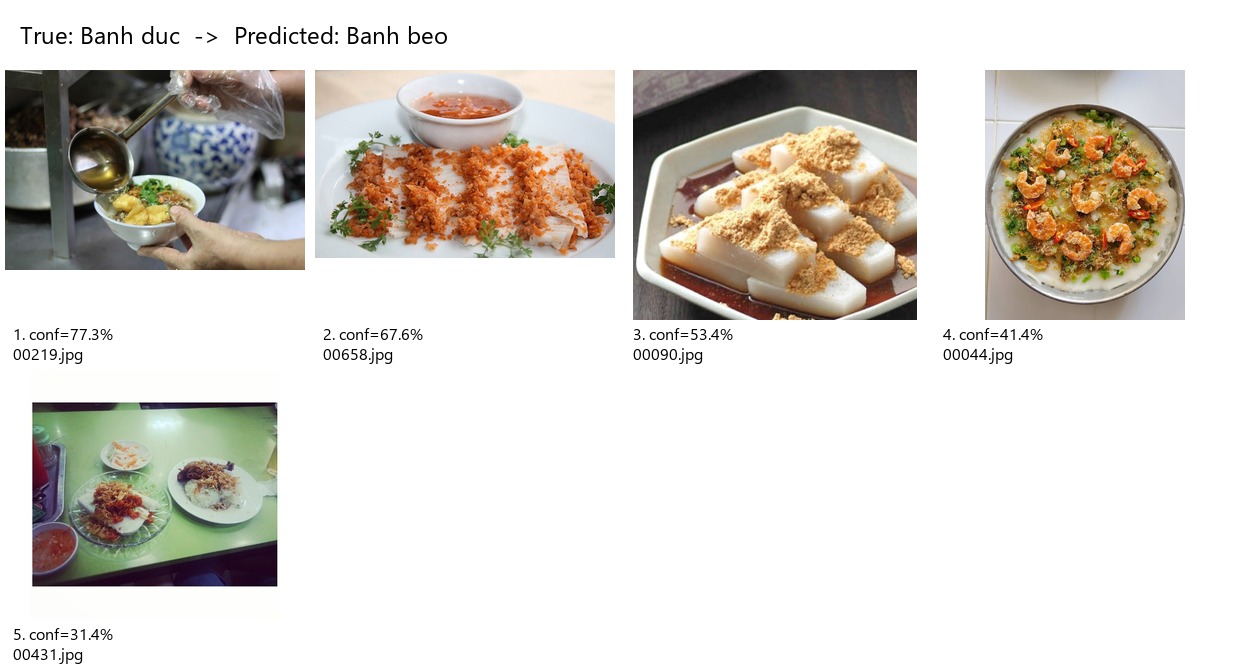 True: Banh duc -> Predicted: Banh beo
1. conf=77.3%
00219.jpg
2. conf=67.6%
00658.jpg
3. conf=53.4%
00090.jpg
4. conf=41.4%
00044.jpg
5. conf=31.4%
00431.jpg